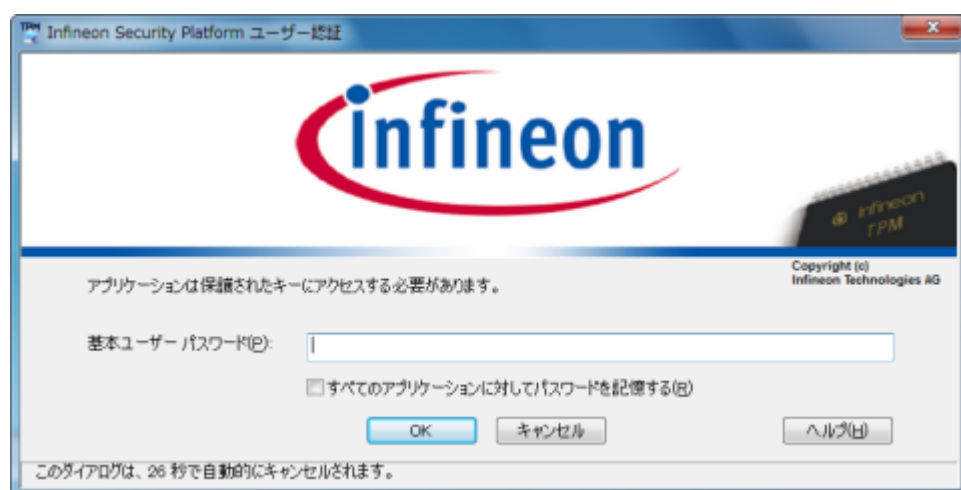 TPM Infineon Security Platform ユーザー認証
infineon
infineon
TPM
Copyright (c)
Infineon Technologies AG
アプリケーションは保護されたキーにアクセスする必要があります。
基本ユーザー パスワード(P):
すべてのアプリケーションに対してパスワードを記憶する(R)
OK キャンセル ヘルプ(H)
このダイアログは、26 秒で自動的にキャンセルされます。